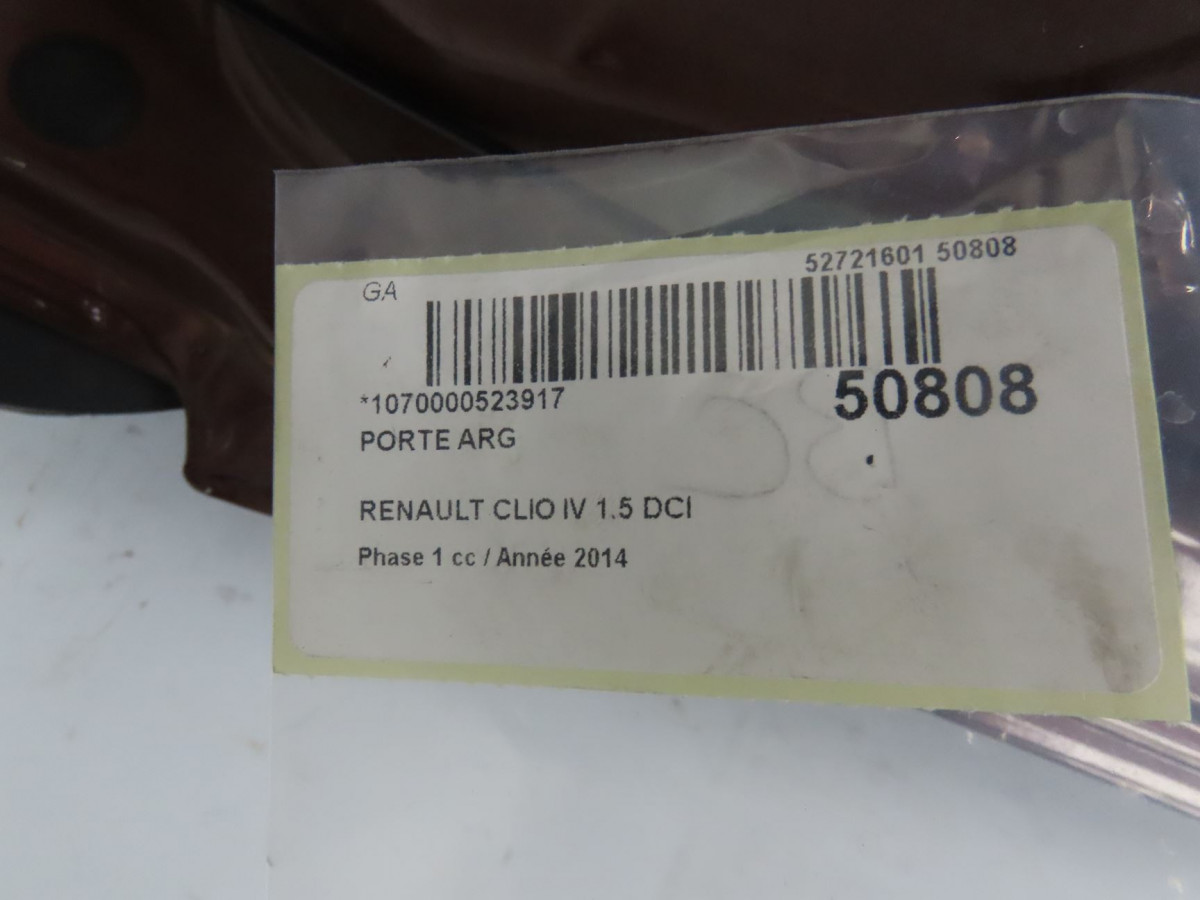 52721601 50808
GA
50808
*1070000523917
PORTE ARG
RENAULT CLIO IV 1.5 DCI
Phase 1 cc / Année 2014